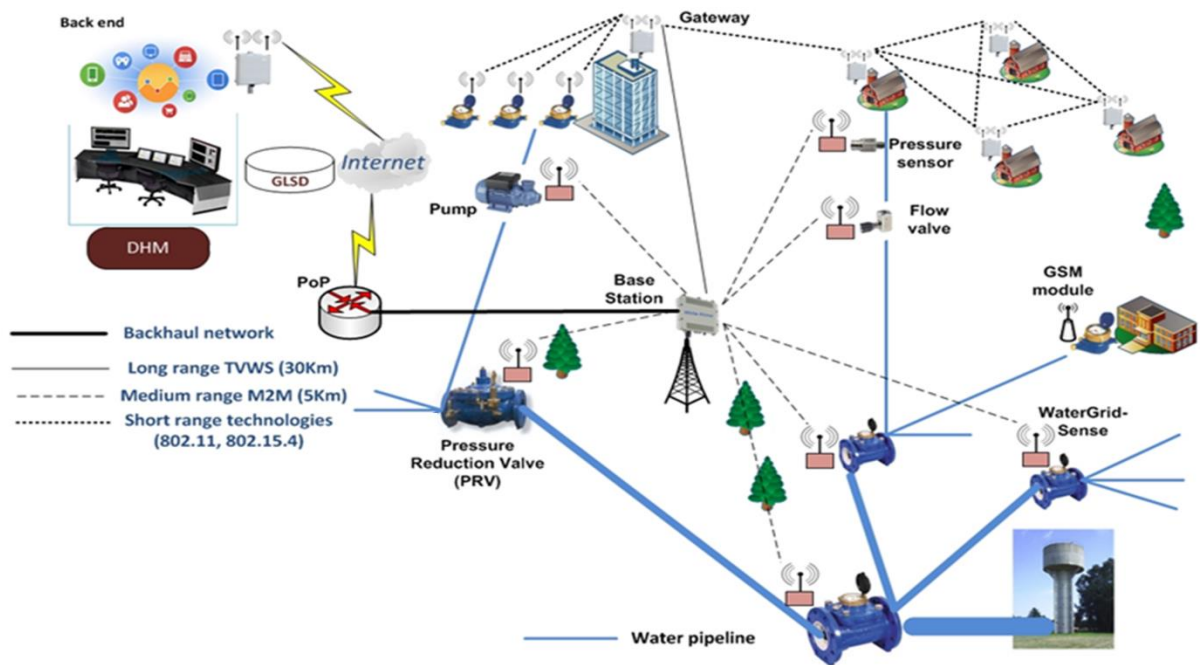 Back end
Gateway
Internet
GLSD
DHM
Pump
Pressure
sensor
Flow
valve
PoP
Base
Station
GSM
module
Backhaul network
Long range TVWS (30Km)
Medium range M2M (5Km)
Short range technologies
(802.11, 802.15.4)
Pressure
Reduction Valve
(PRV)
WaterGrid-
Sense
Water pipeline